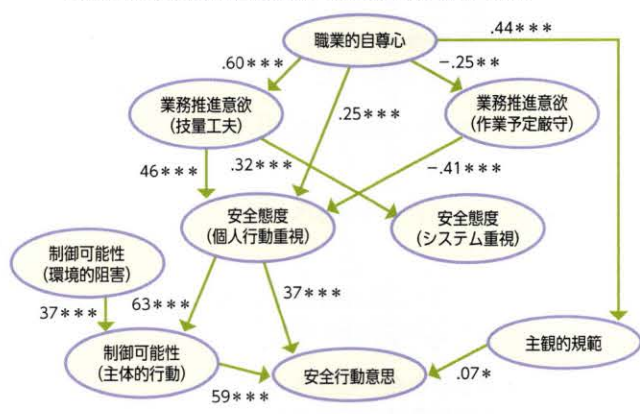 職業的自尊心
.44***
.60***
−.25**
業務推進意欲
(技量工夫)
業務推進意欲
(作業予定厳守)
.25***
46***
.32***
−.41***
安全態度
(個人行動重視)
安全態度
(システム重視)
制御可能性
(環境的阻害)
37***
63***
37***
制御可能性
(主体的行動)
安全行動意思
主観的規範
.07*
59***